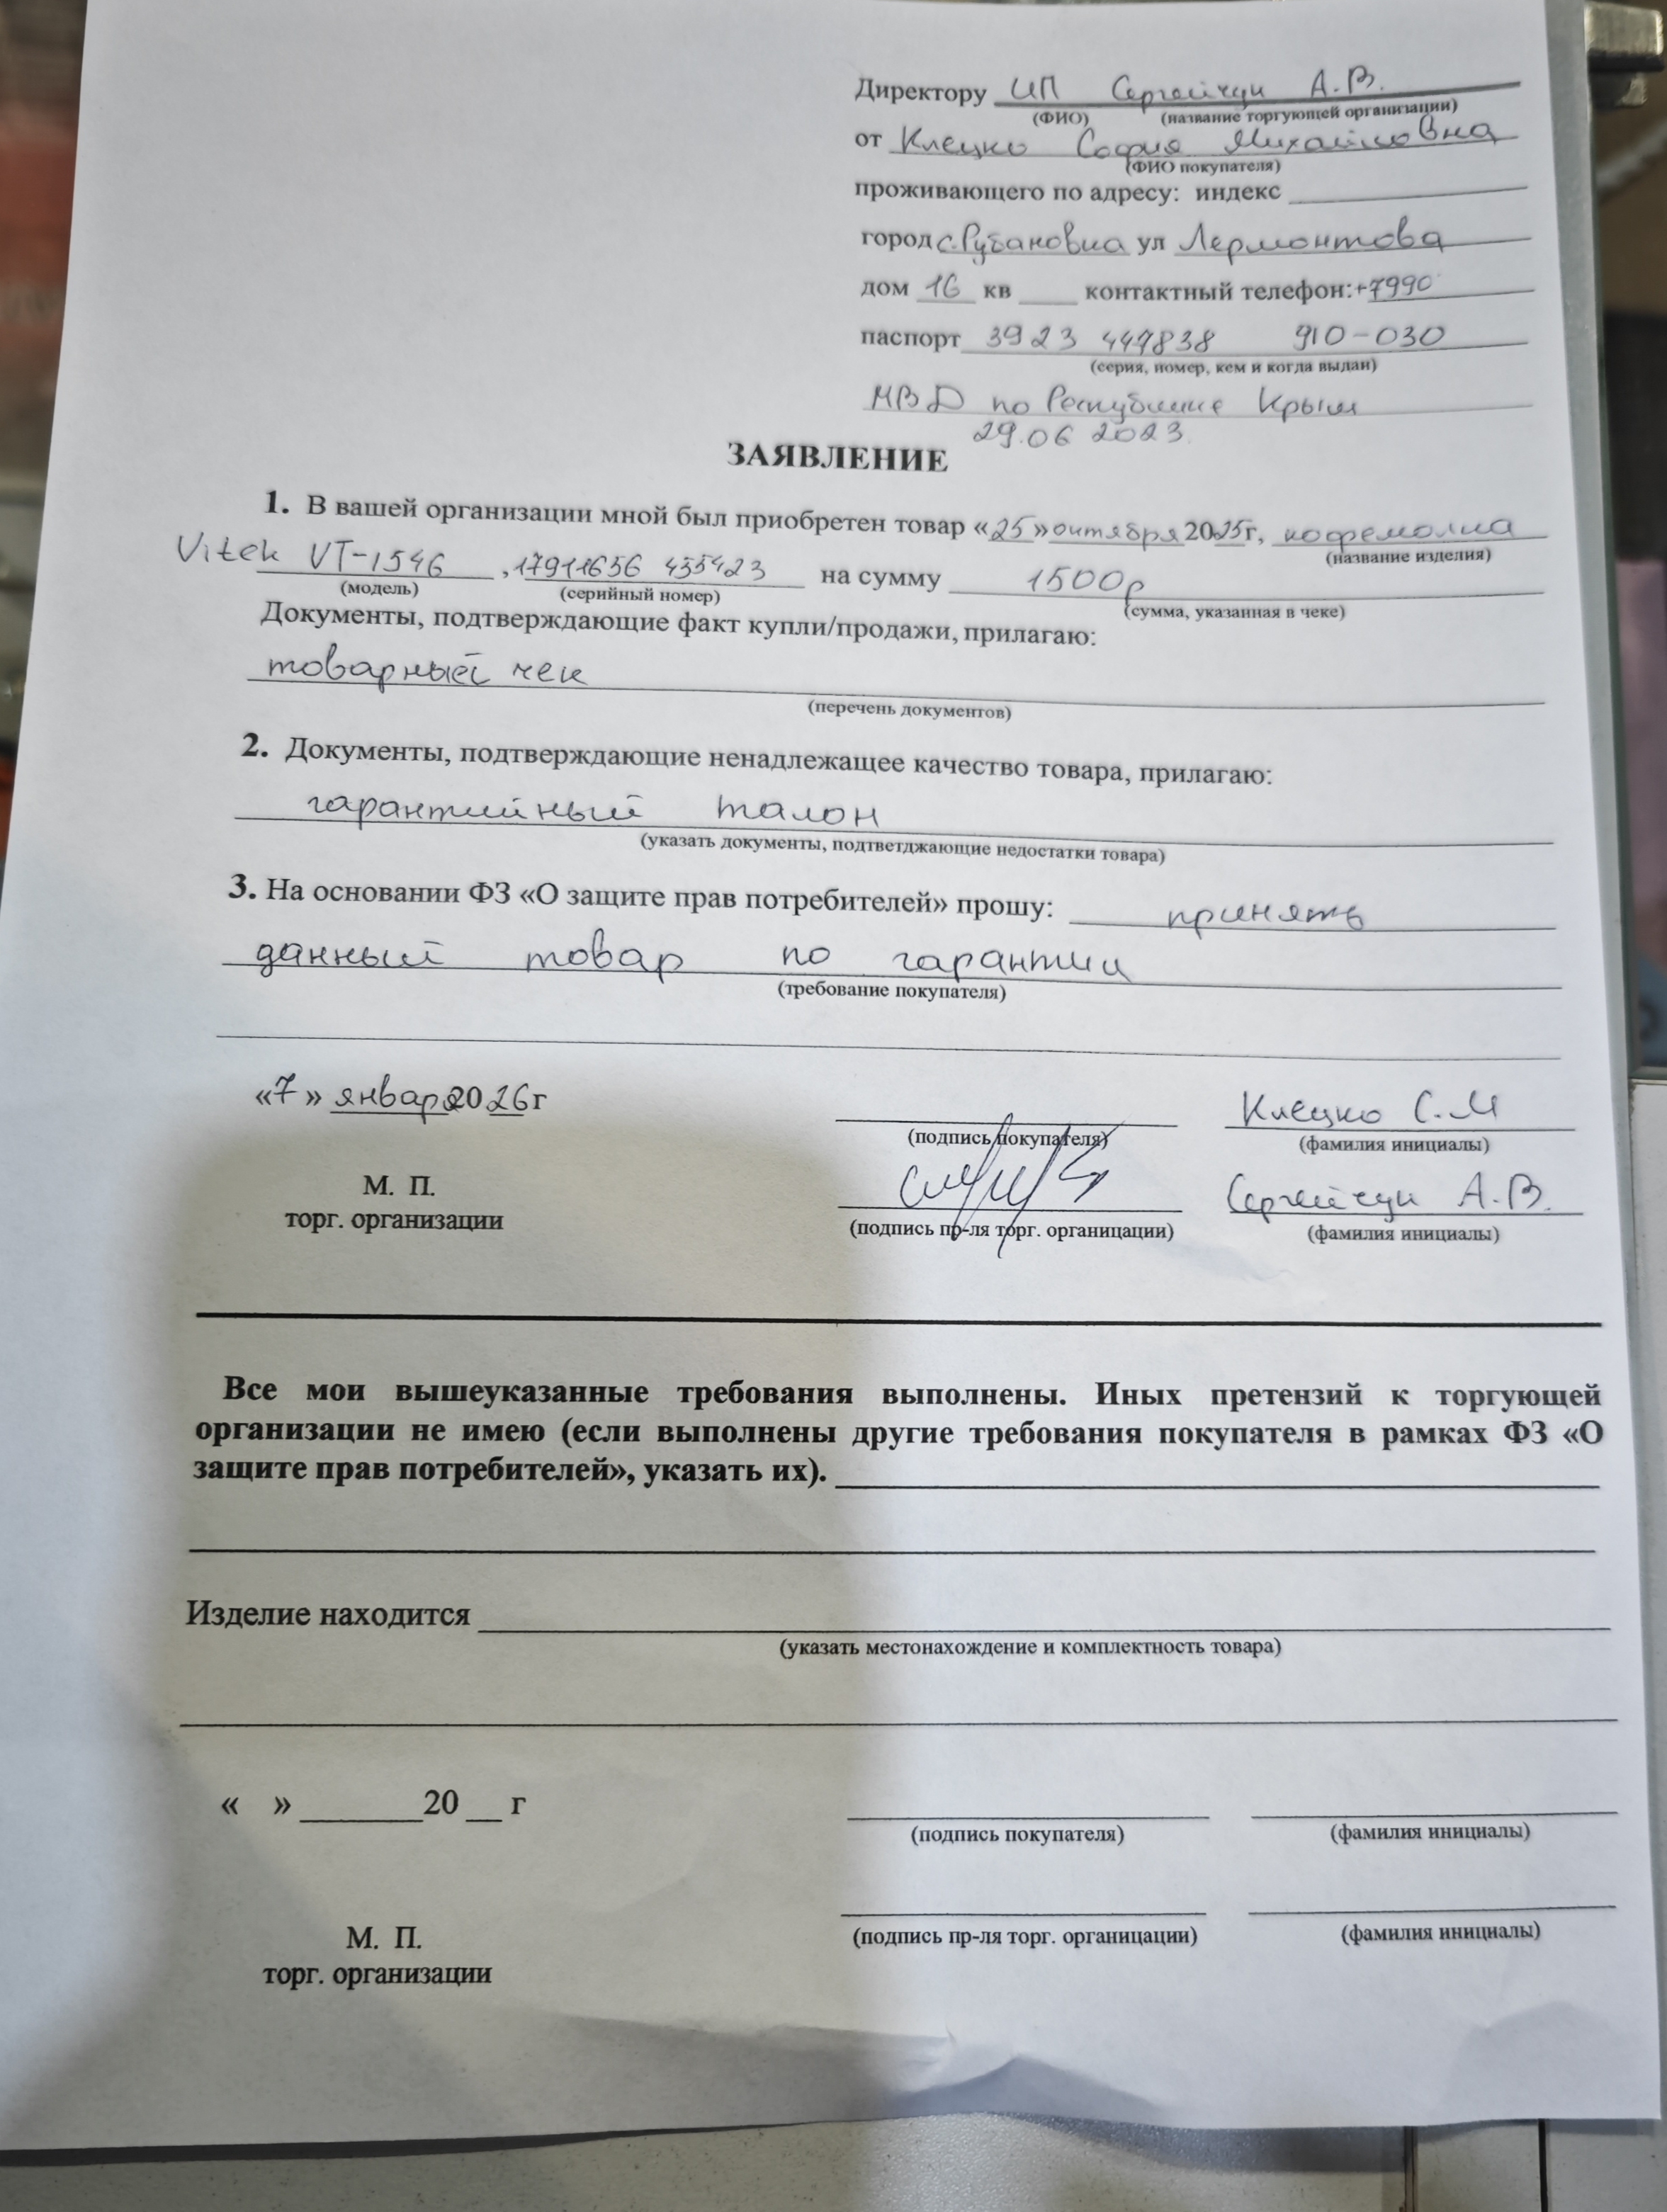 Директору ИП Сергейчук А.В.
(ФИО) (название торгующей организации)
от Клецко София Михайловна
(ФИО покупателя)
проживающего по адресу: индекс
город с. Рубановка ул Лермонтова
дом 16 кв контактный телефон: +7990
паспорт 3923 447838 910-030
(серия, номер, кем и когда выдан)
МВД по Республике Крым
29.06 2023.
ЗАЯВЛЕНИЕ
1. В вашей организации мной был приобретен товар «25» октября 2025г, кофемолка
(название изделия)
Vitek VT-1546, 17911656 435423 на сумму 1500р
(модель) (серийный номер) (сумма, указанная в чеке)
Документы, подтверждающие факт купли/продажи, прилагаю:
товарный чек
(перечень документов)
2. Документы, подтверждающие ненадлежащее качество товара, прилагаю:
гарантийный талон
(указать документы, подтветджающие недостатки товара)
3. На основании ФЗ «О защите прав потребителей» прошу: принять
данный товар по гарантии
(требование покупателя)
«7» января 2026г Клецко С.М
(подпись покупателя) (фамилия инициалы)
М. П. Сергейчук А.В.
торг. организации (подпись пр-ля торг. органицации) (фамилия инициалы)
Все мои вышеуказанные требования выполнены. Иных претензий к торгующей
организации не имею (если выполнены другие требования покупателя в рамках ФЗ «О
защите прав потребителей», указать их).
Изделие находится
(указать местонахождение и комплектность товара)
« » 20 г
(подпись покупателя) (фамилия инициалы)
М. П.
торг. организации (подпись пр-ля торг. органицации) (фамилия инициалы)